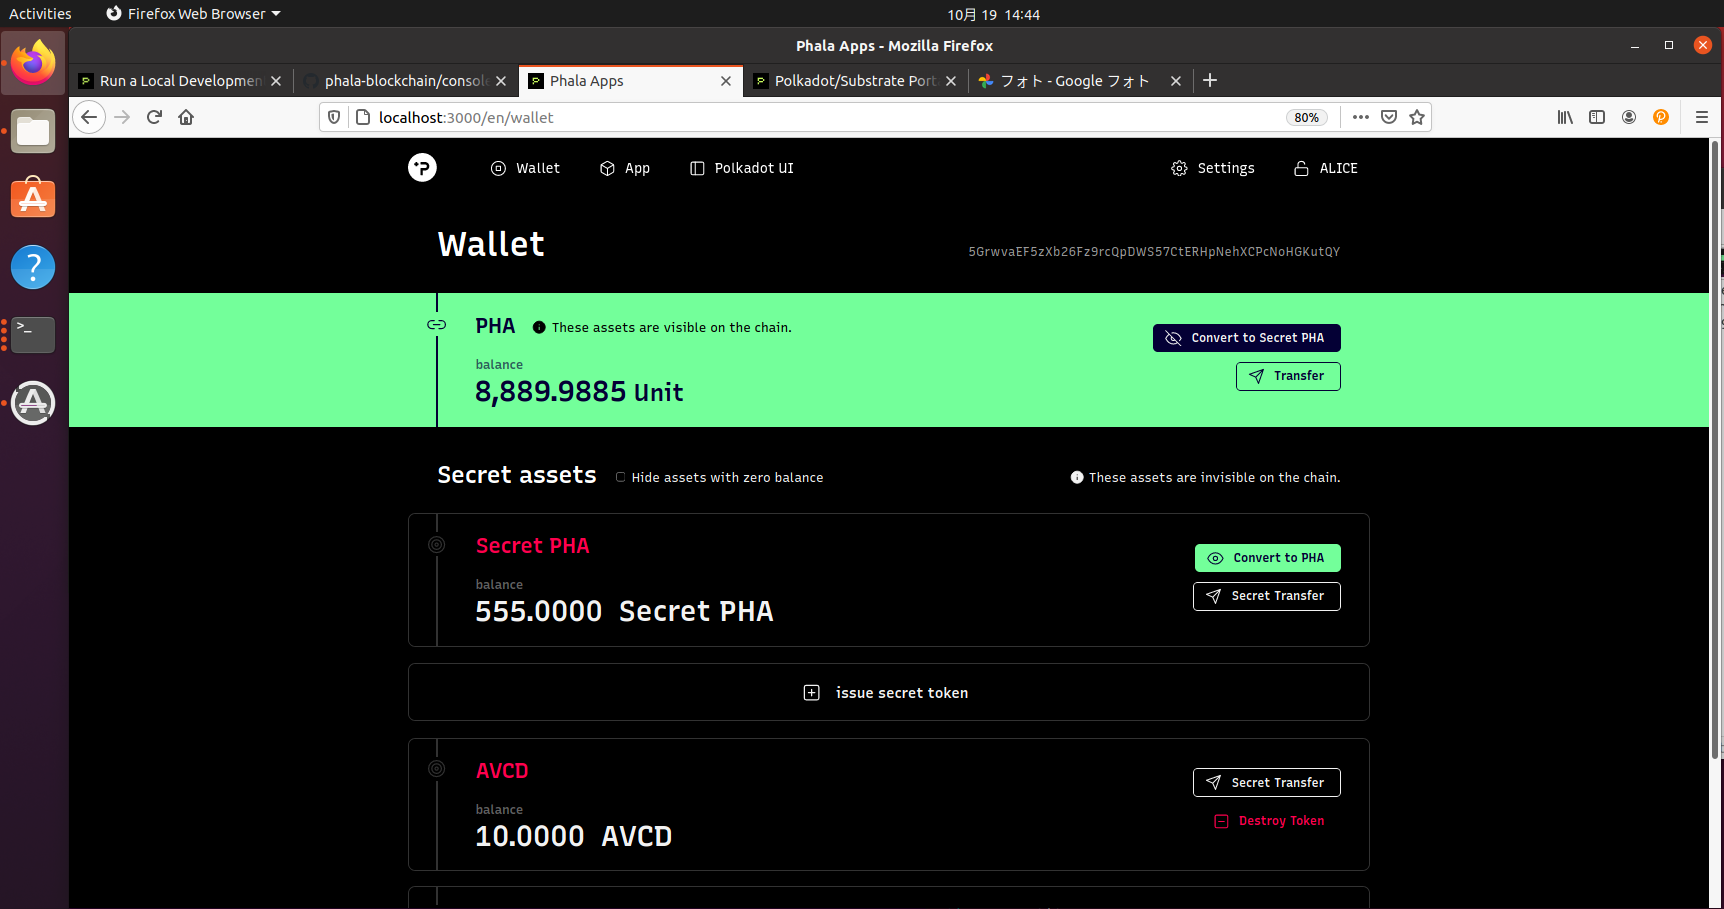 Activities
Firefox Web Browser
10月 19 14:44
Phala Apps - Mozilla Firefox
Run a Local Developmen
phala-blockchain/console
Phala Apps
Polkadot/Substrate Port
フォト - Google フォト
localhost:3000/en/wallet
80%
Wallet
App
Polkadot UI
Settings
ALICE
Wallet
5GrwvaEF5zXb26Fz9rcQpDWS57CtERHpNehXCPcNoHGKutQY
PHA
These assets are visible on the chain.
Convert to Secret PHA
balance
8,889.9885 Unit
Transfer
Secret assets
Hide assets with zero balance
These assets are invisible on the chain.
Secret PHA
Convert to PHA
balance
555.0000 Secret PHA
Secret Transfer
issue secret token
AVCD
Secret Transfer
balance
10.0000 AVCD
Destroy Token